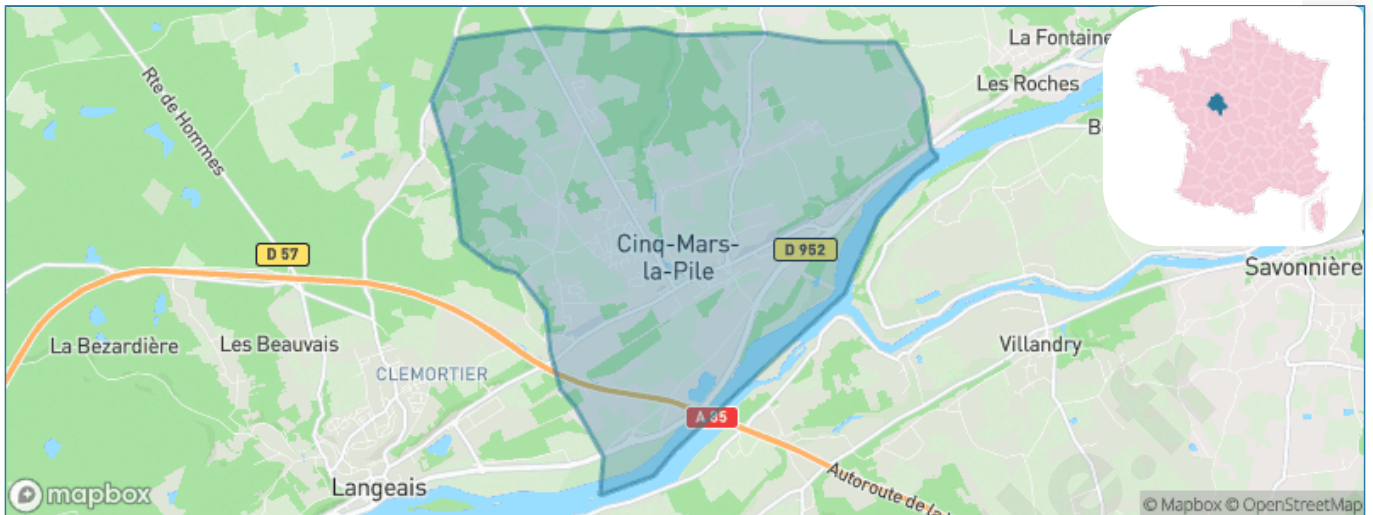 La Fontaine
Les Roches
Rte de Hommes
Cinq-Mars-
la-Pile
D 952
D 57
Savonnière
La Bezardière
Les Beauvais
Villandry
CLEMORTIER
A 85
Langeais
Autoroute de la
mapbox
© Mapbox © OpenStreetMap